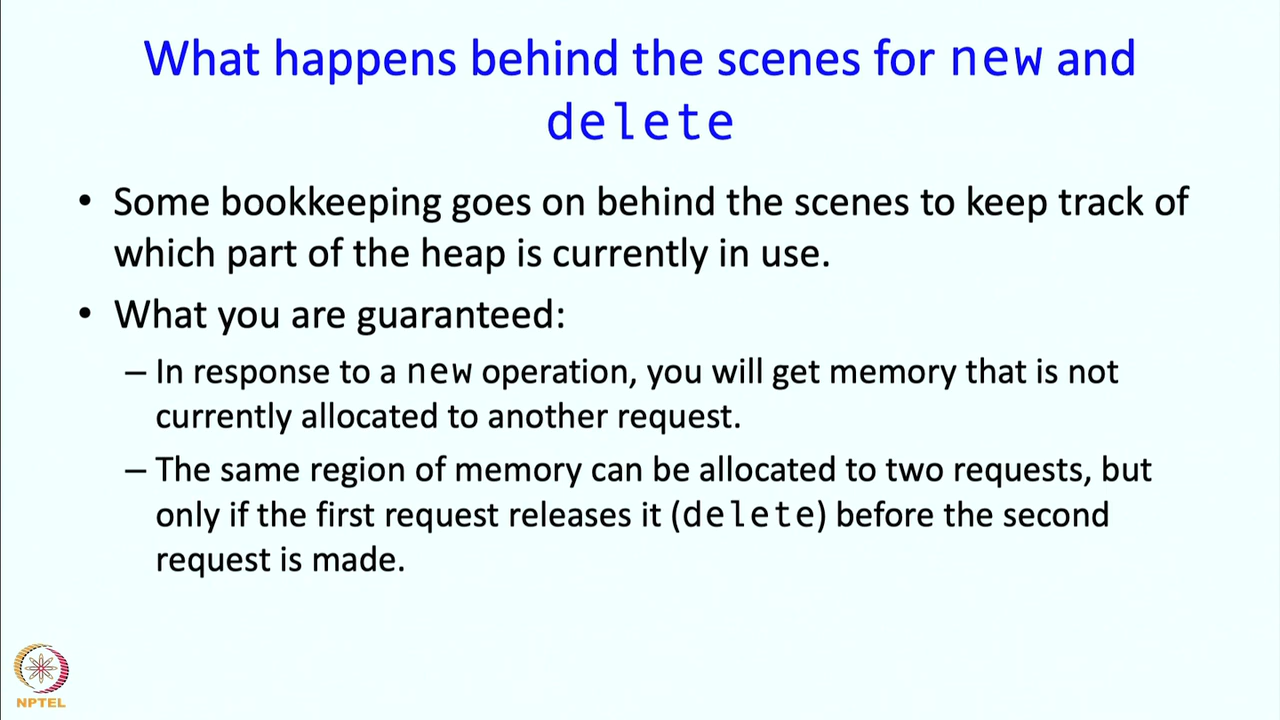 What happens behind the scenes for new and
delete
• Some bookkeeping goes on behind the scenes to keep track of
which part of the heap is currently in use.
• What you are guaranteed:
– In response to a new operation, you will get memory that is not
currently allocated to another request.
– The same region of memory can be allocated to two requests, but
only if the first request releases it (delete) before the second
request is made.
NPTEL